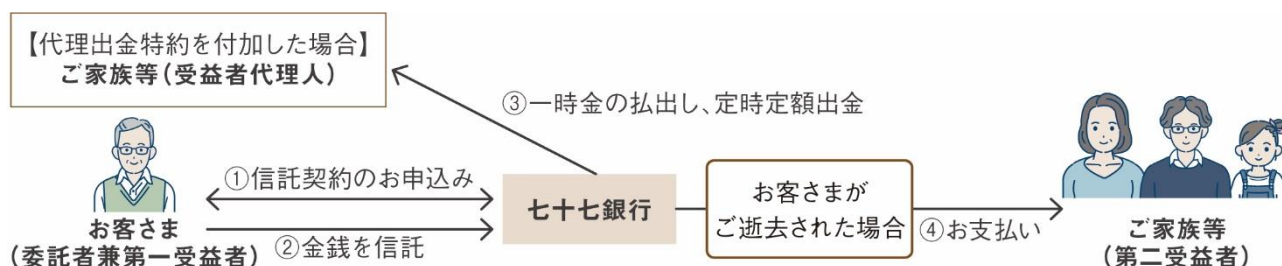 【代理出金特約を付加した場合】
ご家族等(受益者代理人)
③一時金の払出し、定時定額出金
①信託契約のお申込み
お客さま
(委託者兼第一受益者)
②金銭を信託
七十七銀行
お客さまが
ご逝去された場合
④お支払い
ご家族等
(第二受益者)